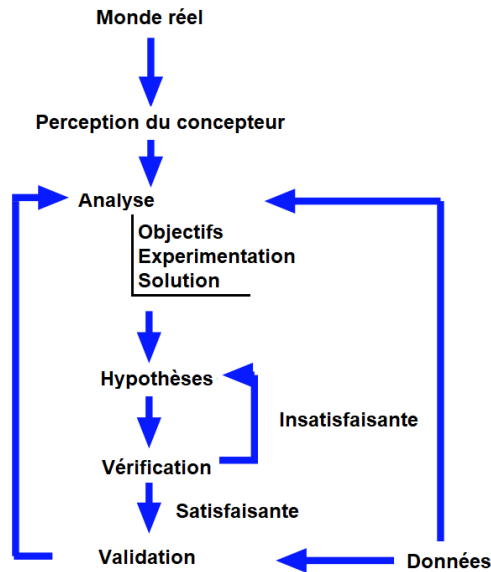 Monde réel
Perception du concepteur
Analyse
Objectifs
Experimentation
Solution
Hypothèses
Insatisfaisante
Vérification
Satisfaisante
Validation
Données